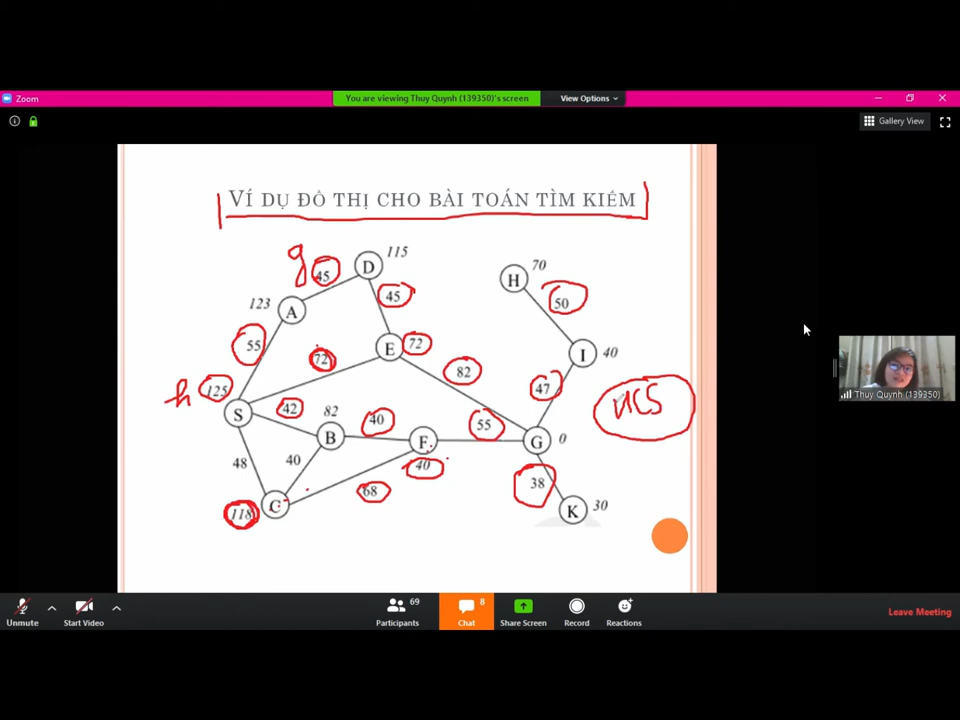 Zoom
You are viewing Thuy Quynh (139350)'s screen
View Options
Gallery View
VÍ DỤ ĐỒ THỊ CHO BÀI TOÁN TÌM KIẾM
g
45
D
115
H
70
123
A
45
50
55
72
E
72
I
40
h
125
82
47
UCS
S
42
82
B
40
F
55
G
0
48
40
40
38
118
C
68
K
30
Thuy Quynh (139350)
Unmute
Start Video
69
Participants
8
Chat
Share Screen
Record
Reactions
Leave Meeting